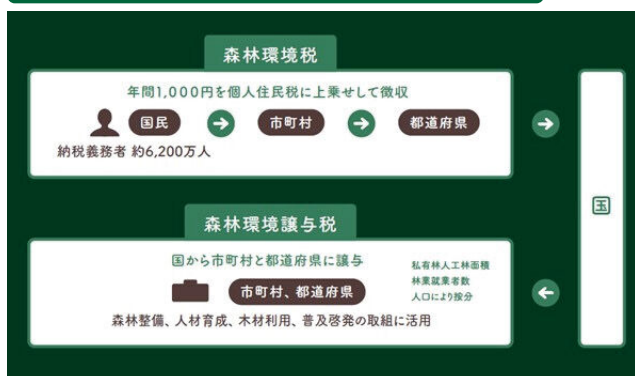 森林環境税
年間1,000円を個人住民税に上乗せして徴収
国民 市町村 都道府県
納税義務者 約6,200万人
国
森林環境譲与税
国から市町村と都道府県に譲与
市町村、都道府県
私有林人工林面積
林業就業者数
人口により按分
森林整備、人材育成、木材利用、普及啓発の取組に活用